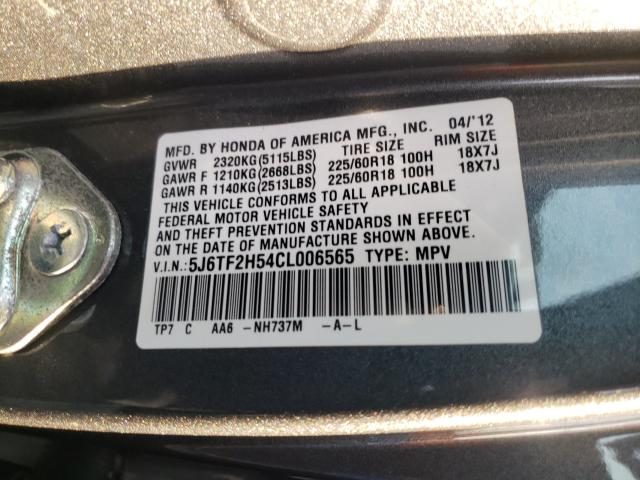 MFD. BY HONDA OF AMERICA MFG., INC. 04/'12
GVWR 2320KG(5115LBS) TIRE SIZE RIM SIZE
GAWR F 1210KG(2668LBS) 225/60R18 100H 18X7J
GAWR R 1140KG(2513LBS) 225/60R18 100H 18X7J
THIS VEHICLE CONFORMS TO ALL APPLICABLE
FEDERAL MOTOR VEHICLE SAFETY
AND THEFT PREVENTION STANDARDS IN EFFECT
ON THE DATE OF MANUFACTURE SHOWN ABOVE.
V.I.N.:5J6TF2H54CL006565 TYPE: MPV
TP7 C AA6 -NH737M -A-L